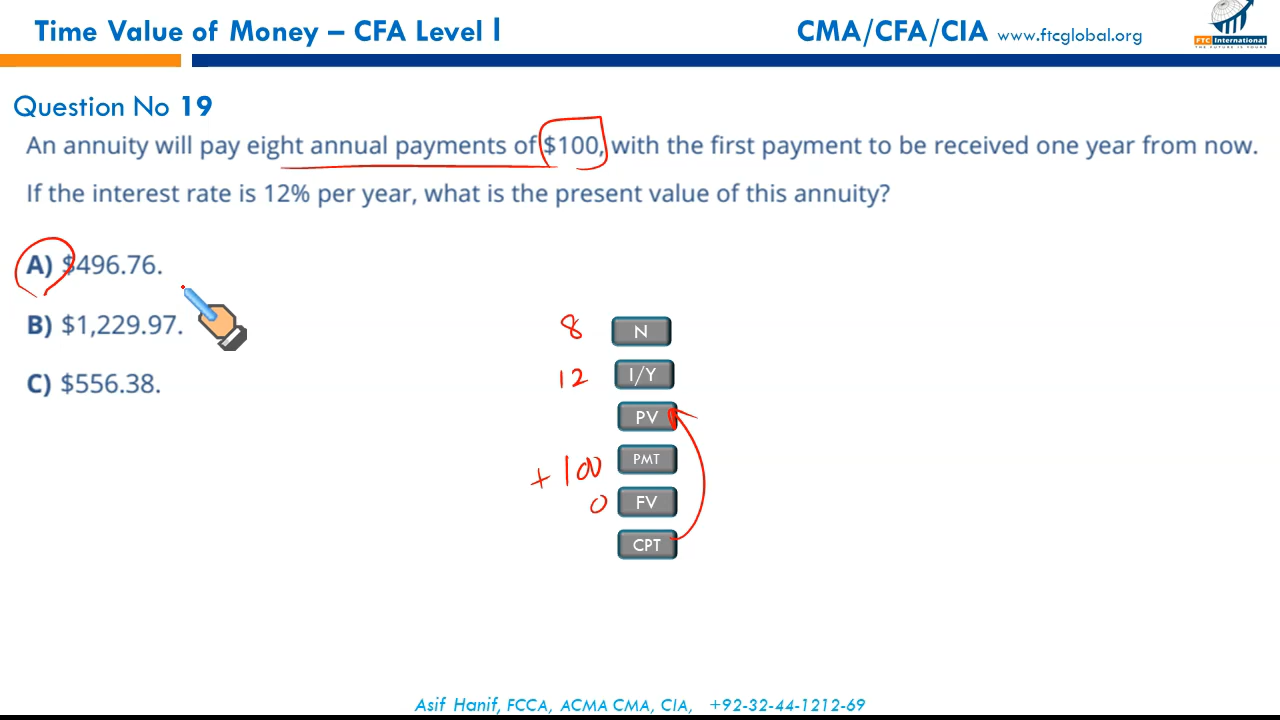 Time Value of Money – CFA Level I
CMA/CFA/CIA www.ftcglobal.org
FTC International
THE FUTURE IS YOURS
Question No 19
An annuity will pay eight annual payments of $100, with the first payment to be received one year from now.
If the interest rate is 12% per year, what is the present value of this annuity?
A) $496.76.
B) $1,229.97.
C) $556.38.
8 N
12 I/Y
PV
+100 PMT
0 FV
CPT
Asif Hanif, FCCA, ACMA CMA, CIA, +92-32-44-1212-69